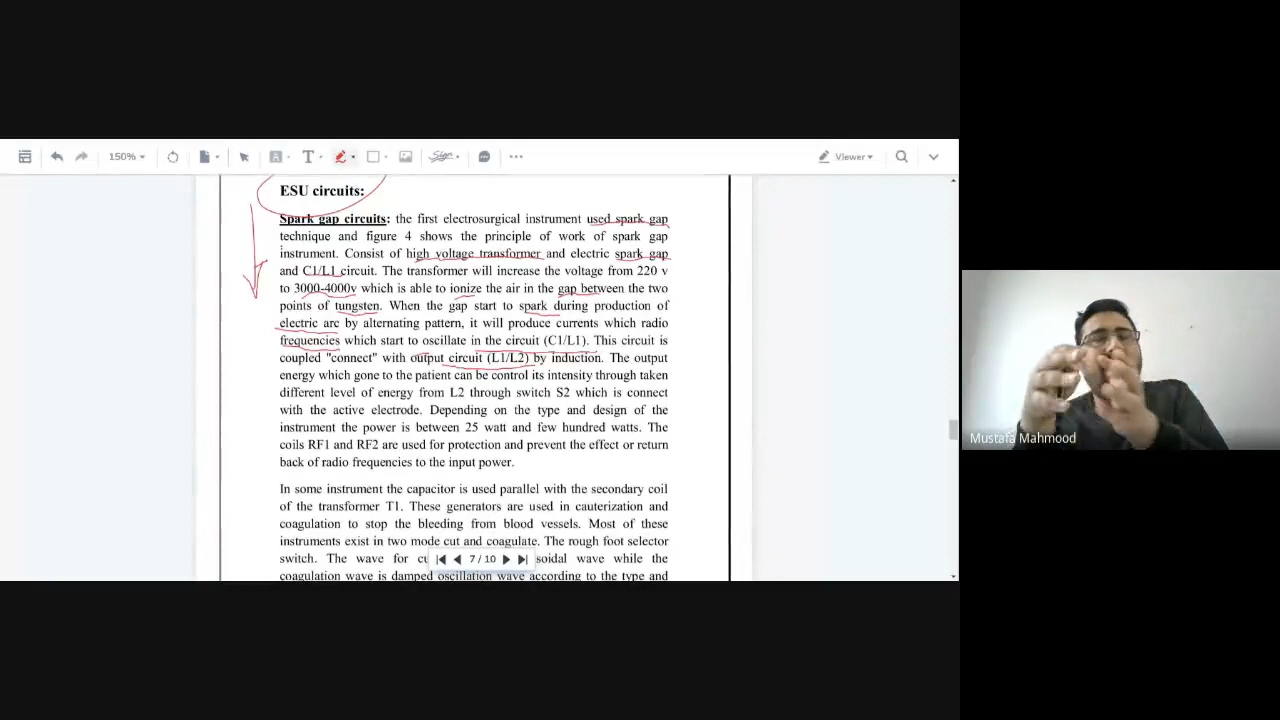 150%
T
Sign
Viewer
ESU circuits:
Spark gap circuits: the first electrosurgical instrument used spark gap
technique and figure 4 shows the principle of work of spark gap
instrument. Consist of high voltage transformer and electric spark gap
and C1/L1 circuit. The transformer will increase the voltage from 220 v
to 3000-4000v which is able to ionize the air in the gap between the two
points of tungsten. When the gap start to spark during production of
electric arc by alternating pattern, it will produce currents which radio
frequencies which start to oscillate in the circuit (C1/L1). This circuit is
coupled "connect" with output circuit (L1/L2) by induction. The output
energy which gone to the patient can be control its intensity through taken
different level of energy from L2 through switch S2 which is connect
with the active electrode. Depending on the type and design of the
instrument the power is between 25 watt and few hundred watts. The
coils RF1 and RF2 are used for protection and prevent the effect or return
back of radio frequencies to the input power.
In some instrument the capacitor is used parallel with the secondary coil
of the transformer T1. These generators are used in cauterization and
coagulation to stop the bleeding from blood vessels. Most of these
instruments exist in two mode cut and coagulate. The rough foot selector
switch. The wave for cu soidal wave while the
7 / 10
coagulation wave is damped oscillation wave according to the type and
Mustafa Mahmood